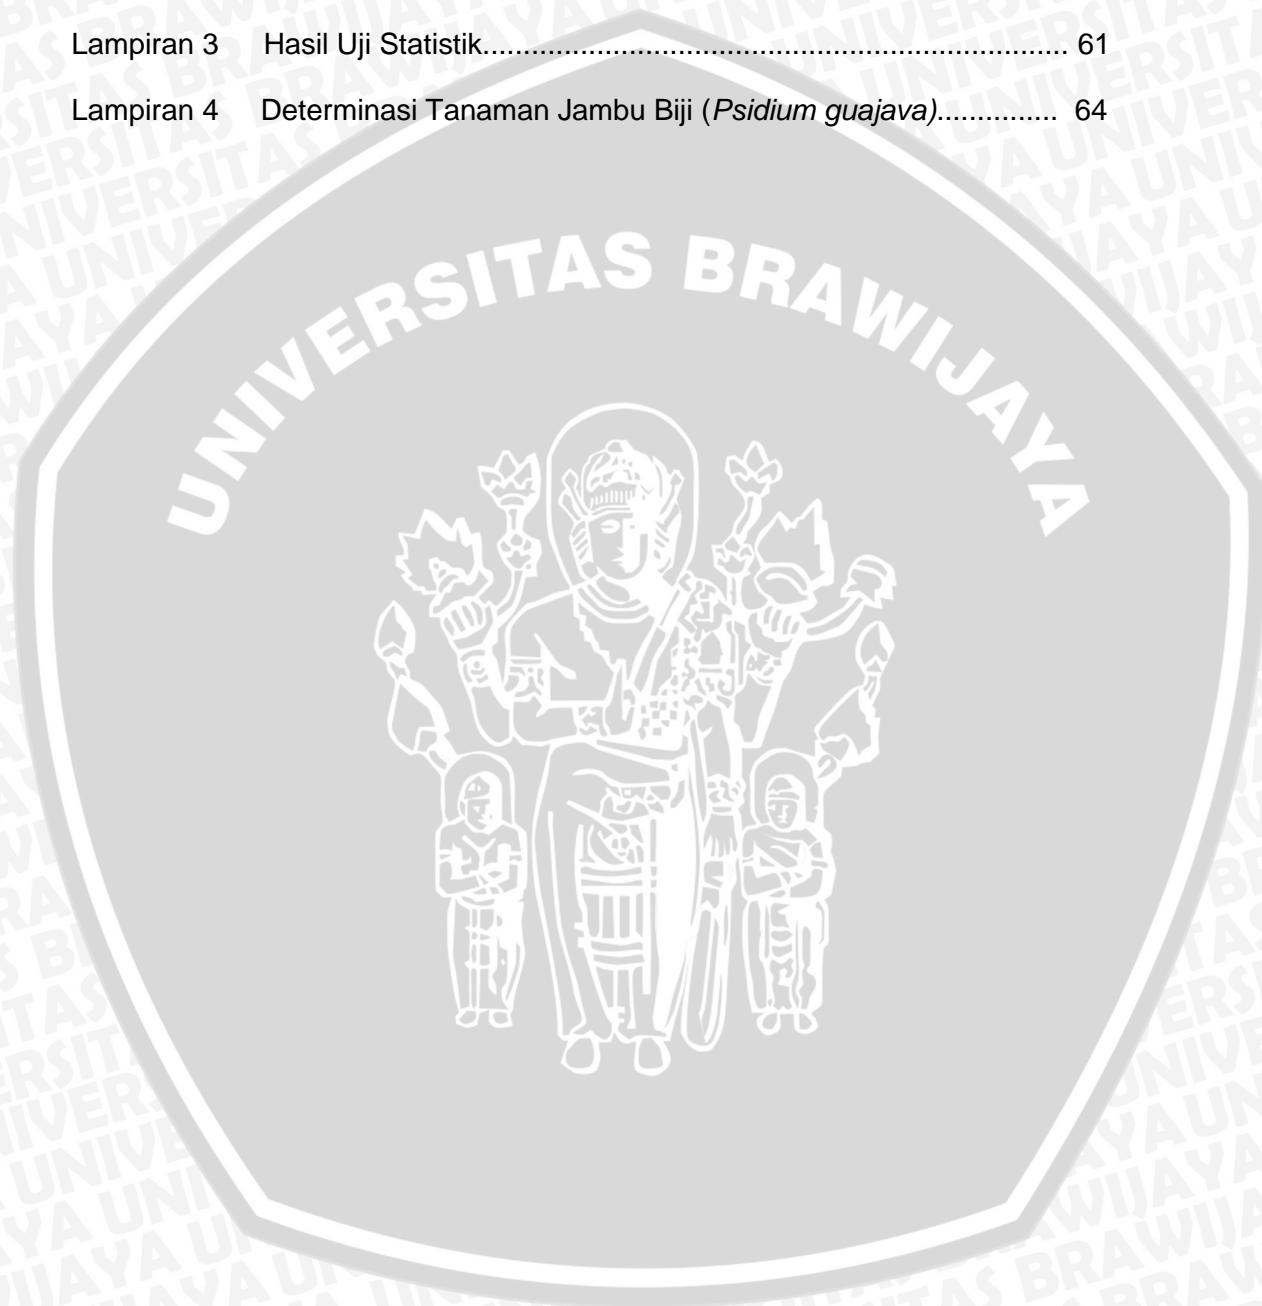 Lampiran 3 Hasil Uji Statistik....................................................................... 61
Lampiran 4 Determinasi Tanaman Jambu Biji (Psidium guajava)............... 64
UNIVERSITAS BRAWIJAYA